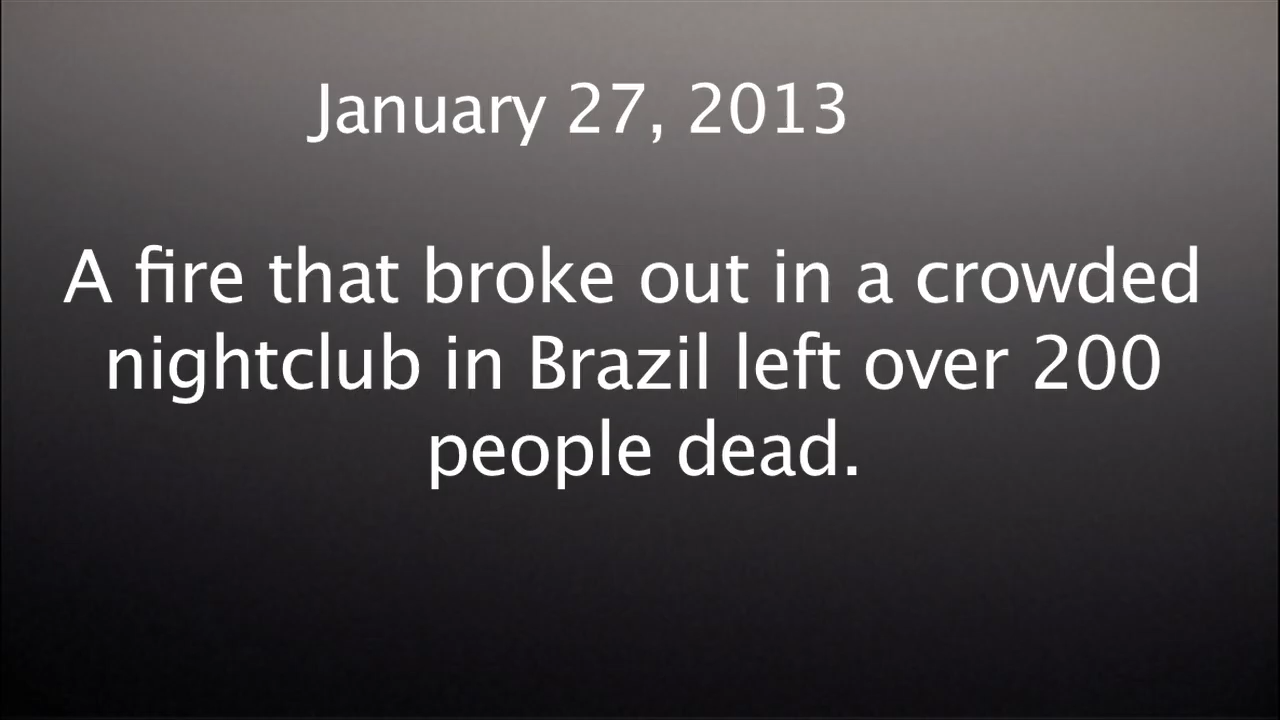 January 27, 2013
A fire that broke out in a crowded
nightclub in Brazil left over 200
people dead.